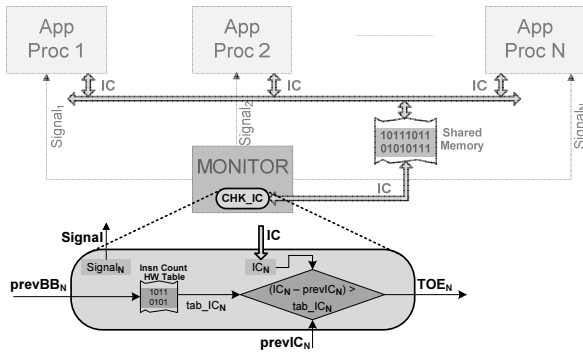 App Proc 1
App Proc 2
App Proc N
IC
IC
IC
Signal1
Signal2
SignalN
10111011
01010111
Shared Memory
MONITOR
CHK_IC
IC
Signal
IC
SignalN
Insn Count HW Table
ICN
prevBBN
1011
0101
tab_ICN
(ICN – prevICN) > tab_ICN
TOEN
prevICN